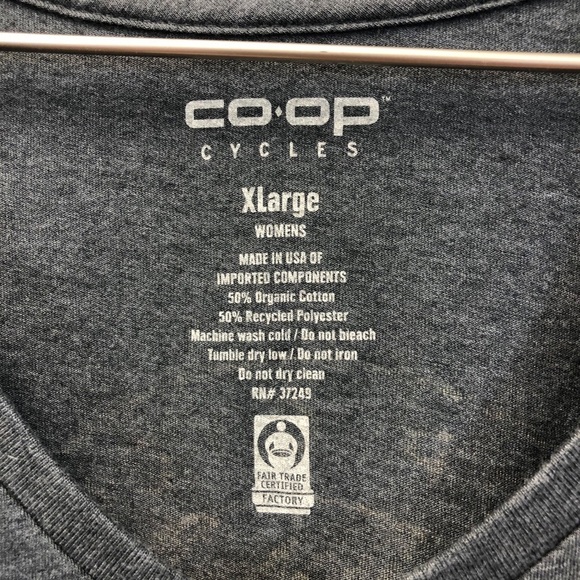 CO·OP™
CYCLES
XLarge
WOMENS
MADE IN USA OF
IMPORTED COMPONENTS
50% Organic Cotton
50% Recycled Polyester
Machine wash cold / Do not bleach
Tumble dry low / Do not iron
Do not dry clean
RN# 37249
FAIR TRADE
CERTIFIED
FACTORY